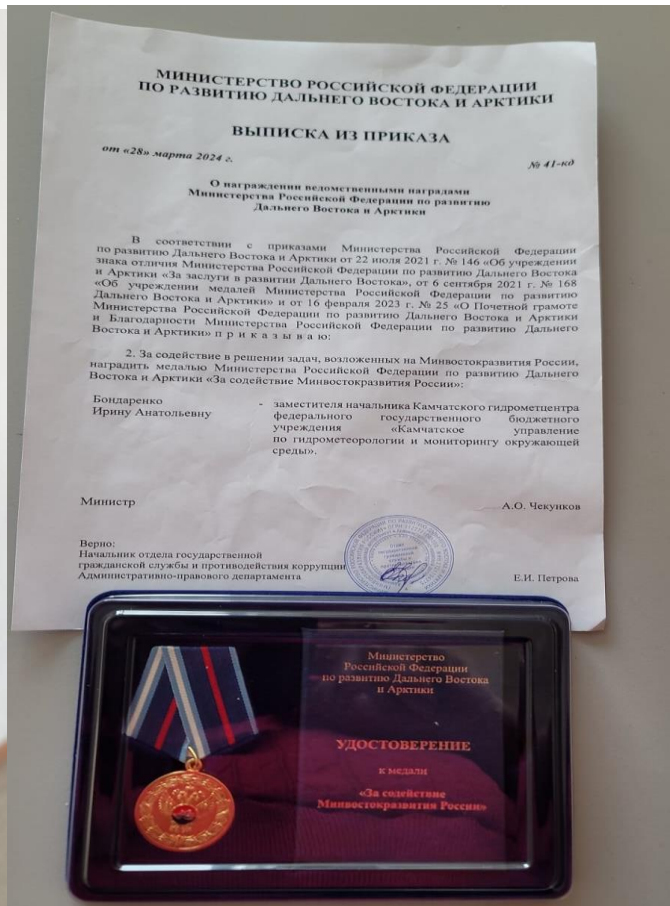 МИНИСТЕРСТВО РОССИЙСКОЙ ФЕДЕРАЦИИ
ПО РАЗВИТИЮ ДАЛЬНЕГО ВОСТОКА И АРКТИКИ
ВЫПИСКА ИЗ ПРИКАЗА
от «28» марта 2024 г.
№ 41-кд
О награждении ведомственными наградами
Министерства Российской Федерации по развитию
Дальнего Востока и Арктики
В соответствии с приказами Министерства Российской Федерации
по развитию Дальнего Востока и Арктики от 22 июля 2021 г. № 146 «Об учреждении
знака отличия Министерства Российской Федерации по развитию Дальнего Востока
и Арктики «За заслуги в развитии Дальнего Востока», от 6 сентября 2021 г. № 168
«Об учреждении медалей Министерства Российской Федерации по развитию
Дальнего Востока и Арктики» и от 16 февраля 2023 г. № 25 «О Почетной грамоте
Министерства Российской Федерации по развитию Дальнего Востока и Арктики
и Благодарности Министерства Российской Федерации по развитию Дальнего
Востока и Арктики» п р и к а з ы в а ю:
2. За содействие в решении задач, возложенных на Минвостокразвития России,
наградить медалью Министерства Российской Федерации по развитию Дальнего
Востока и Арктики «За содействие Минвостокразвития России»:
Бондаренко
Ирину Анатольевну
- заместителя начальника Камчатского гидрометцентра
федерального государственного бюджетного
учреждения «Камчатское управление
по гидрометеорологии и мониторингу окружающей
среды».
Министр
А.О. Чекунков
Верно:
Начальник отдела государственной
гражданской службы и противодействия коррупции
Административно-правового департамента
Е.И. Петрова
Министерство
Российской Федерации
по развитию Дальнего Востока
и Арктики
УДОСТОВЕРЕНИЕ
к медали
«За содействие
Минвостокразвития России»